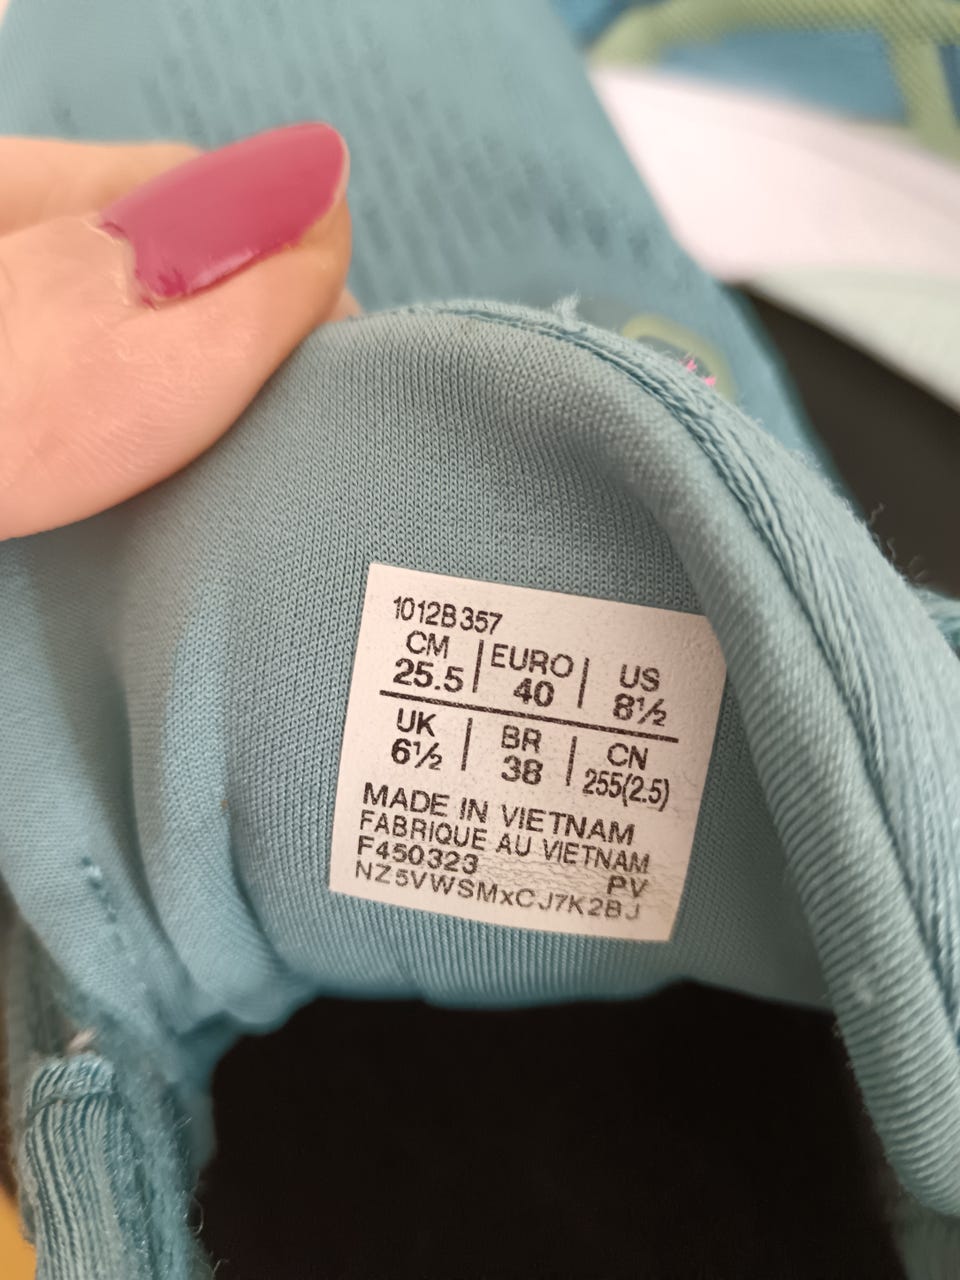 1012B357
CM | EURO | US
25.5 | 40 | 8½
UK | BR | CN
6½ | 38 | 255(2.5)
MADE IN VIETNAM
FABRIQUE AU VIETNAM
F450323 PV
NZ5VWSMxCJ7K2BJ